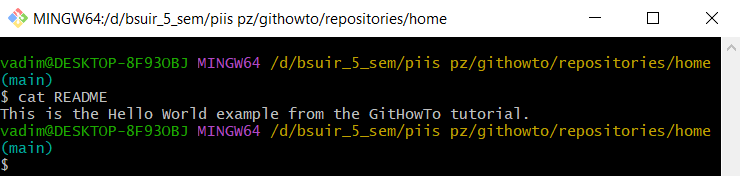 MINGW64:/d/bsuir_5_sem/piis pz/githowto/repositories/home
vadim@DESKTOP-8F93OBJ MINGW64 /d/bsuir_5_sem/piis pz/githowto/repositories/home
(main)
$ cat README
This is the Hello World example from the GitHowTo tutorial.
vadim@DESKTOP-8F93OBJ MINGW64 /d/bsuir_5_sem/piis pz/githowto/repositories/home
(main)
$